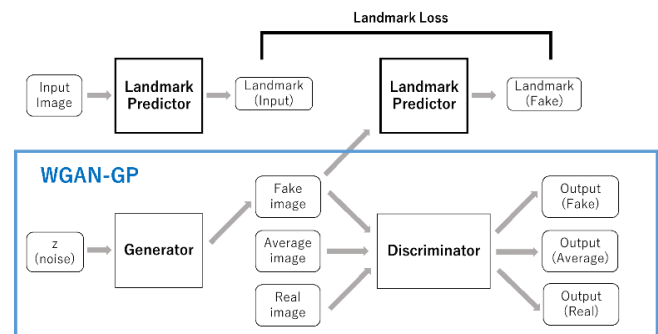 Landmark Loss
Input
Image
Landmark
Predictor
Landmark
(Input)
Landmark
Predictor
Landmark
(Fake)
WGAN-GP
z
(noise)
Generator
Fake
image
Average
image
Real
image
Discriminator
Output
(Fake)
Output
(Average)
Output
(Real)